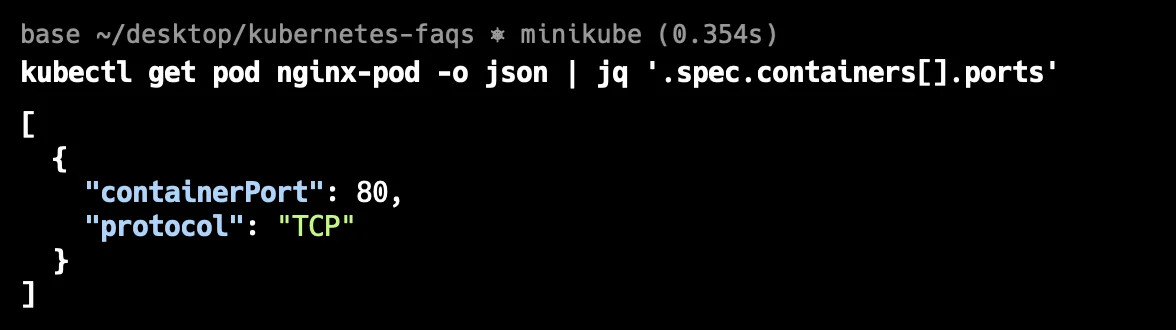 base ~/desktop/kubernetes-faqs ⎈ minikube (0.354s)
kubectl get pod nginx-pod -o json | jq '.spec.containers[].ports'
[
  {
    "containerPort": 80,
    "protocol": "TCP"
  }
]